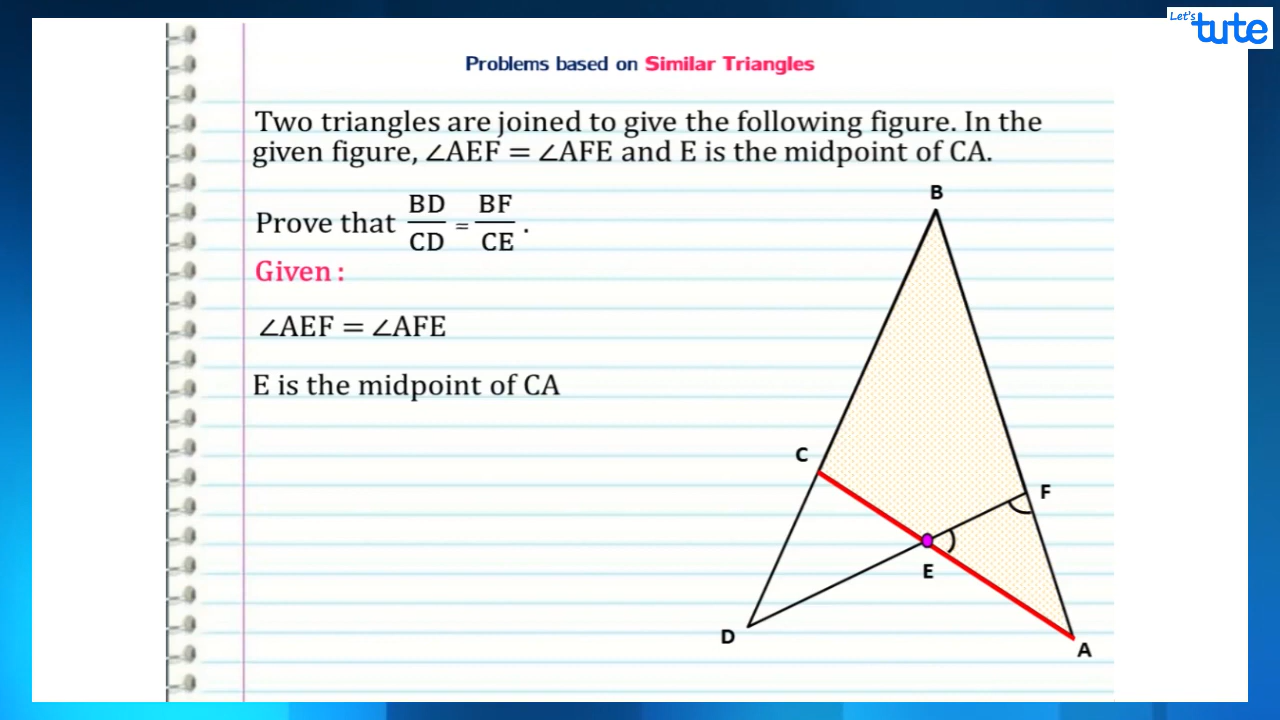 Let's
tute
Problems based on Similar Triangles
Two triangles are joined to give the following figure. In the
given figure, ∠AEF = ∠AFE and E is the midpoint of CA.
Prove that BD/CD = BF/CE .
Given :
∠AEF = ∠AFE
E is the midpoint of CA
B
C
F
E
D
A